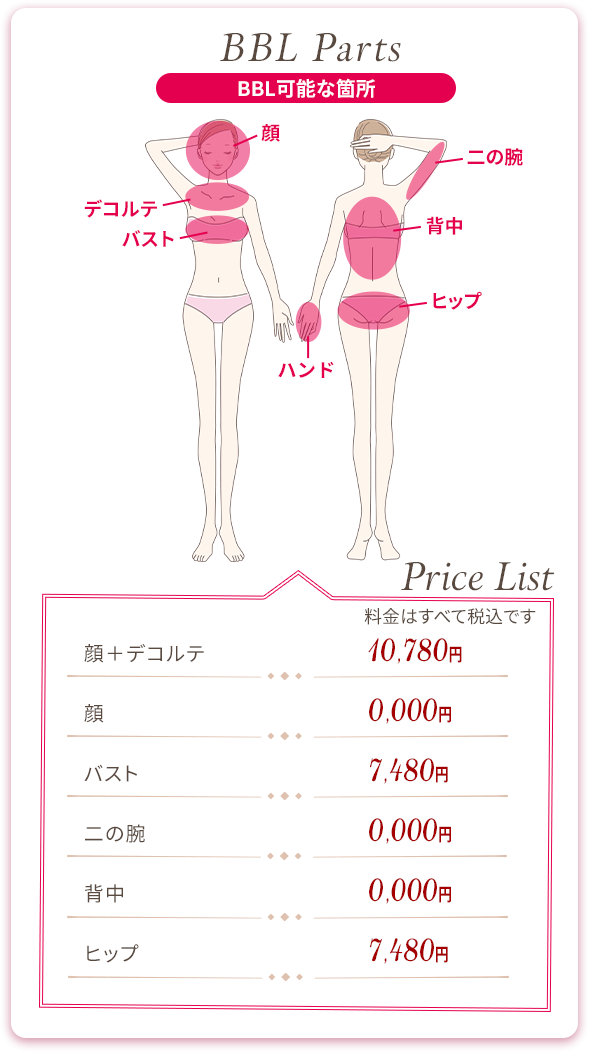 BBL Parts
BBL可能な箇所
顔
二の腕
デコルテ
背中
バスト
ヒップ
ハンド
Price List
料金はすべて税込です
顔＋デコルテ 10,780円
顔 0,000円
バスト 7,480円
二の腕 0,000円
背中 0,000円
ヒップ 7,480円